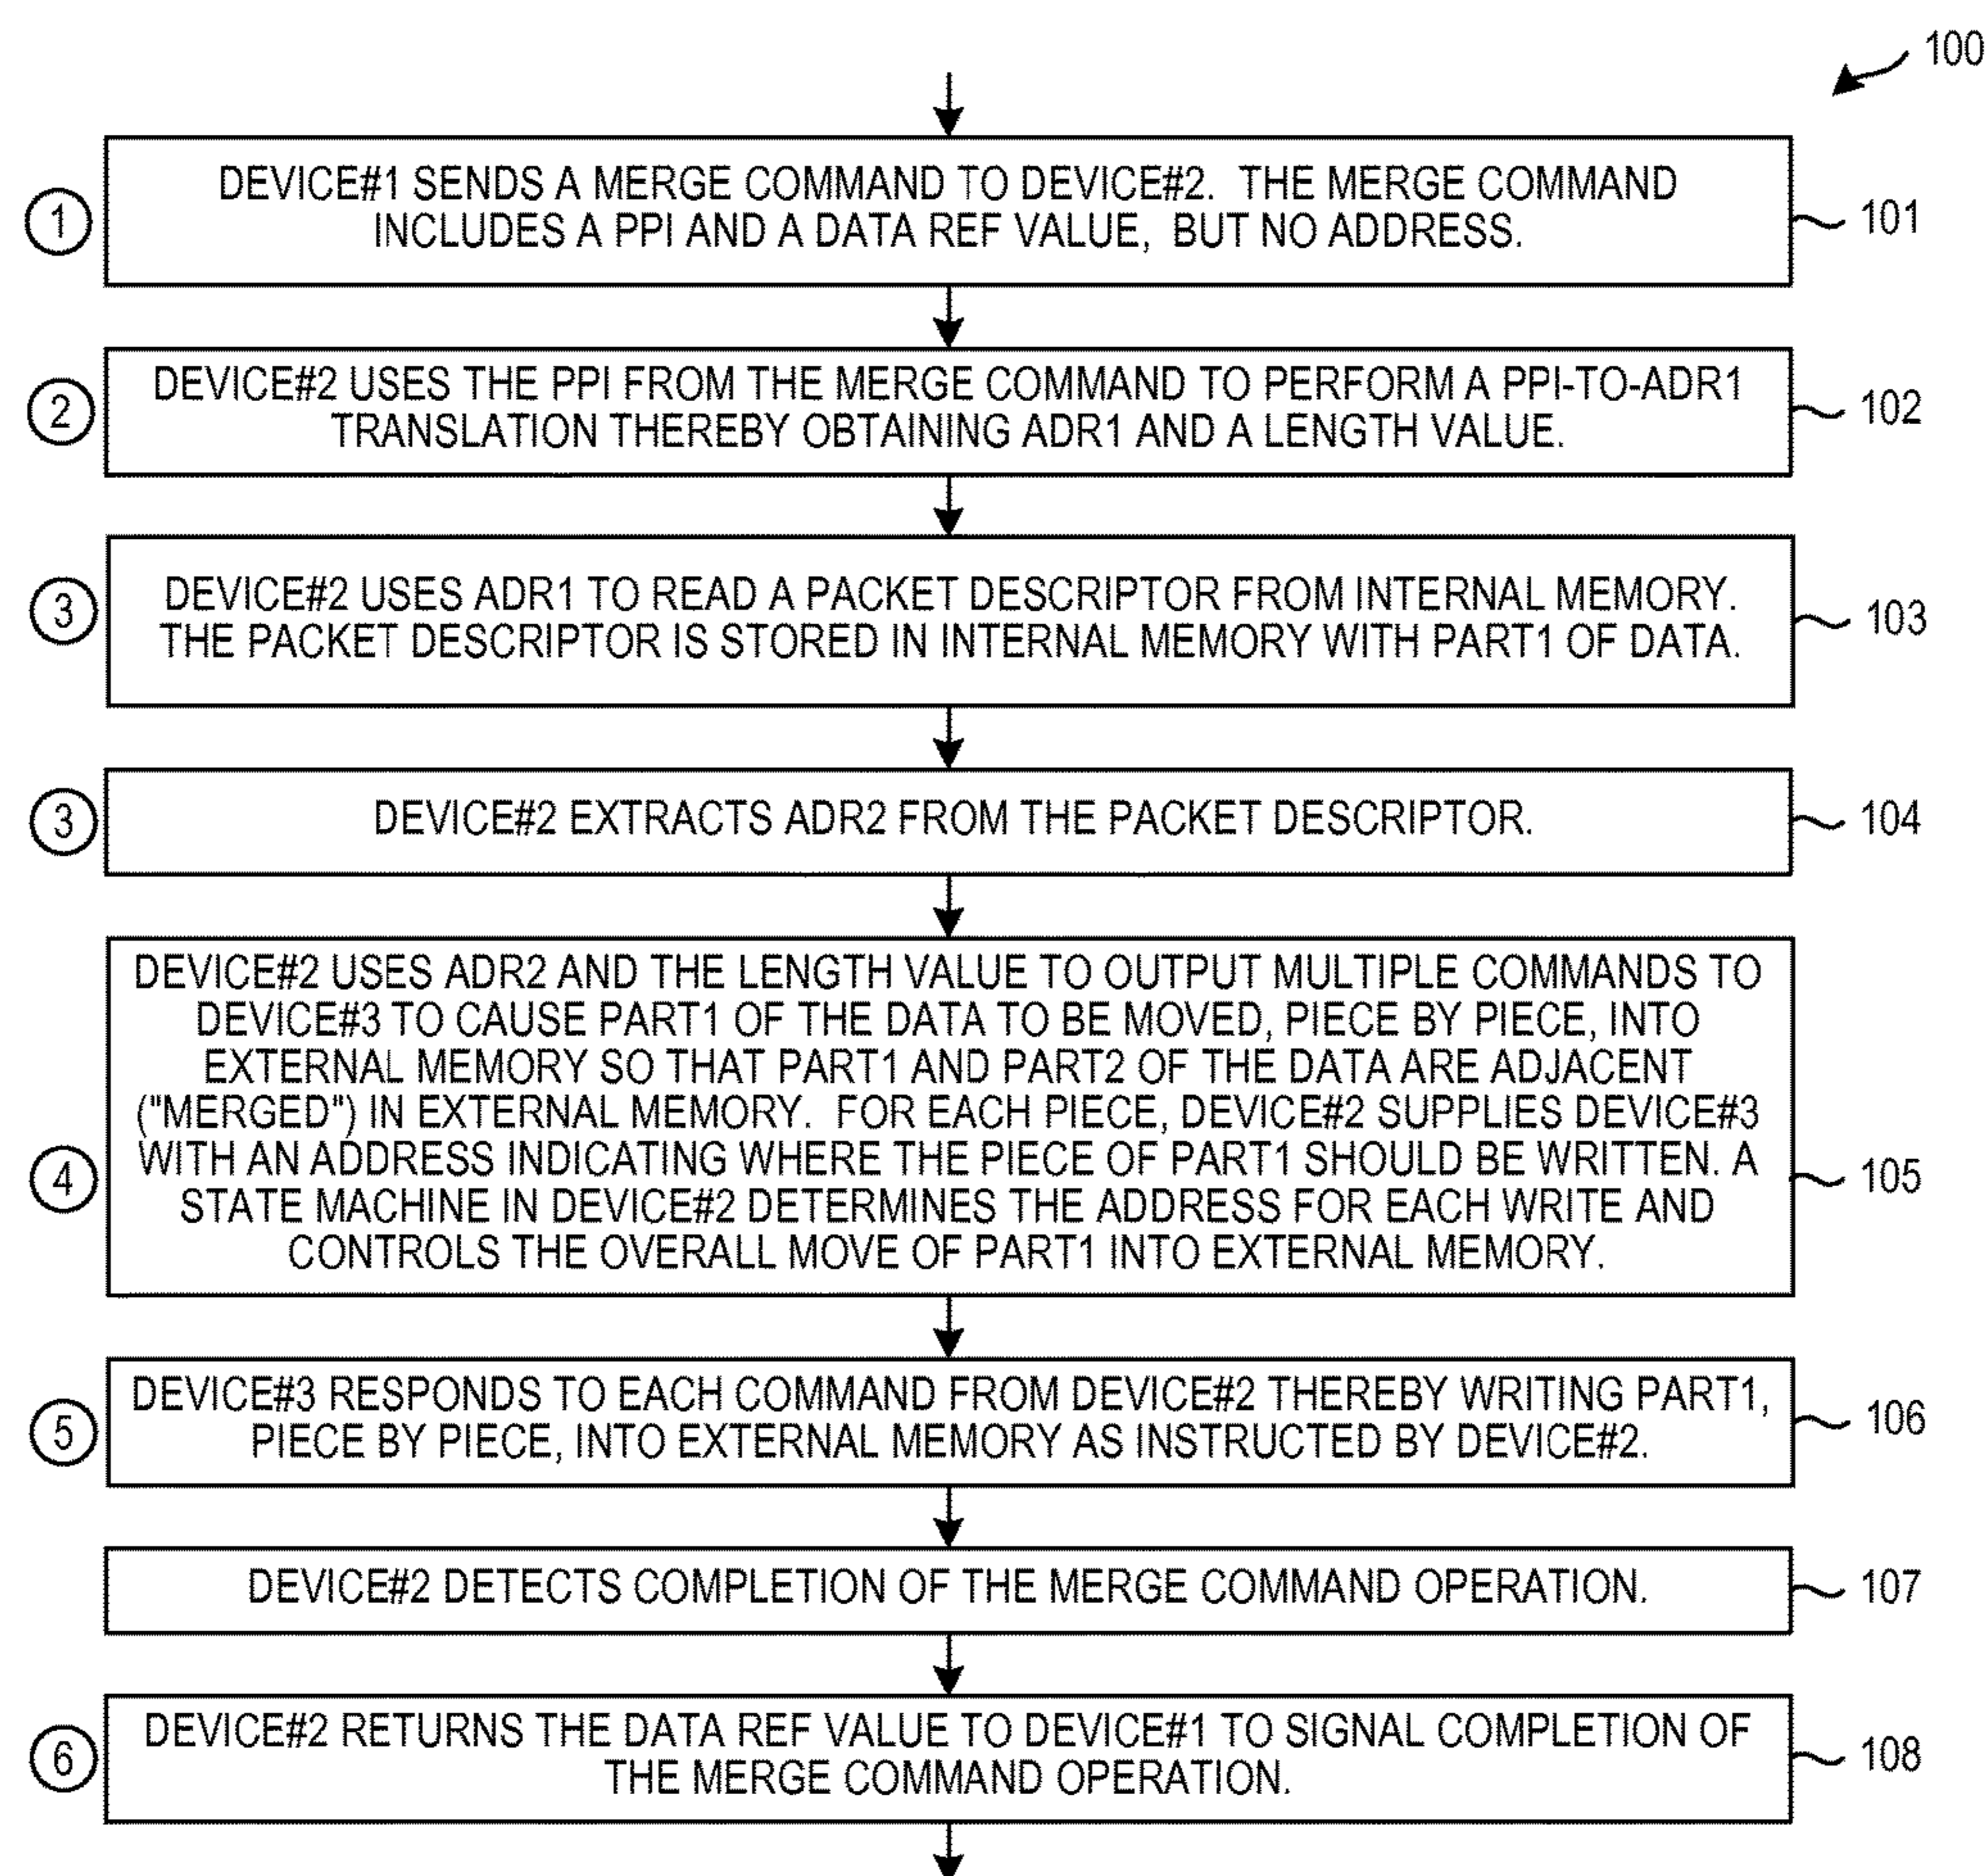 100
DEVICE#1 SENDS A MERGE COMMAND TO DEVICE#2. THE MERGE COMMAND
INCLUDES A PPI AND A DATA REF VALUE, BUT NO ADDRESS.
1
101
DEVICE#2 USES THE PPI FROM THE MERGE COMMAND TO PERFORM A PPI-TO-ADR1
TRANSLATION THEREBY OBTAINING ADR1 AND A LENGTH VALUE.
2
102
DEVICE#2 USES ADR1 TO READ A PACKET DESCRIPTOR FROM INTERNAL MEMORY.
THE PACKET DESCRIPTOR IS STORED IN INTERNAL MEMORY WITH PART1 OF DATA.
3
103
3
DEVICE#2 EXTRACTS ADR2 FROM THE PACKET DESCRIPTOR.
104
DEVICE#2 USES ADR2 AND THE LENGTH VALUE TO OUTPUT MULTIPLE COMMANDS TO
DEVICE#3 TO CAUSE PART1 OF THE DATA TO BE MOVED, PIECE BY PIECE, INTO
EXTERNAL MEMORY SO THAT PART1 AND PART2 OF THE DATA ARE ADJACENT
("MERGED") IN EXTERNAL MEMORY. FOR EACH PIECE, DEVICE#2 SUPPLIES DEVICE#3
WITH AN ADDRESS INDICATING WHERE THE PIECE OF PART1 SHOULD BE WRITTEN. A
STATE MACHINE IN DEVICE#2 DETERMINES THE ADDRESS FOR EACH WRITE AND
CONTROLS THE OVERALL MOVE OF PART1 INTO EXTERNAL MEMORY.
4
105
DEVICE#3 RESPONDS TO EACH COMMAND FROM DEVICE#2 THEREBY WRITING PART1,
PIECE BY PIECE, INTO EXTERNAL MEMORY AS INSTRUCTED BY DEVICE#2.
5
106
DEVICE#2 DETECTS COMPLETION OF THE MERGE COMMAND OPERATION.
107
DEVICE#2 RETURNS THE DATA REF VALUE TO DEVICE#1 TO SIGNAL COMPLETION OF
THE MERGE COMMAND OPERATION.
6
108